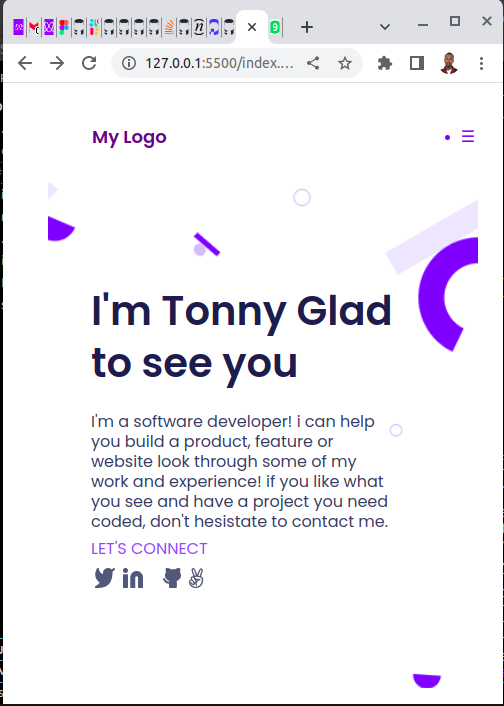 127.0.0.1:5500/index....
My Logo
I'm Tonny Glad
to see you
I'm a software developer! i can help
you build a product, feature or
website look through some of my
work and experience! if you like what
you see and have a project you need
coded, don't hesistate to contact me.
LET'S CONNECT